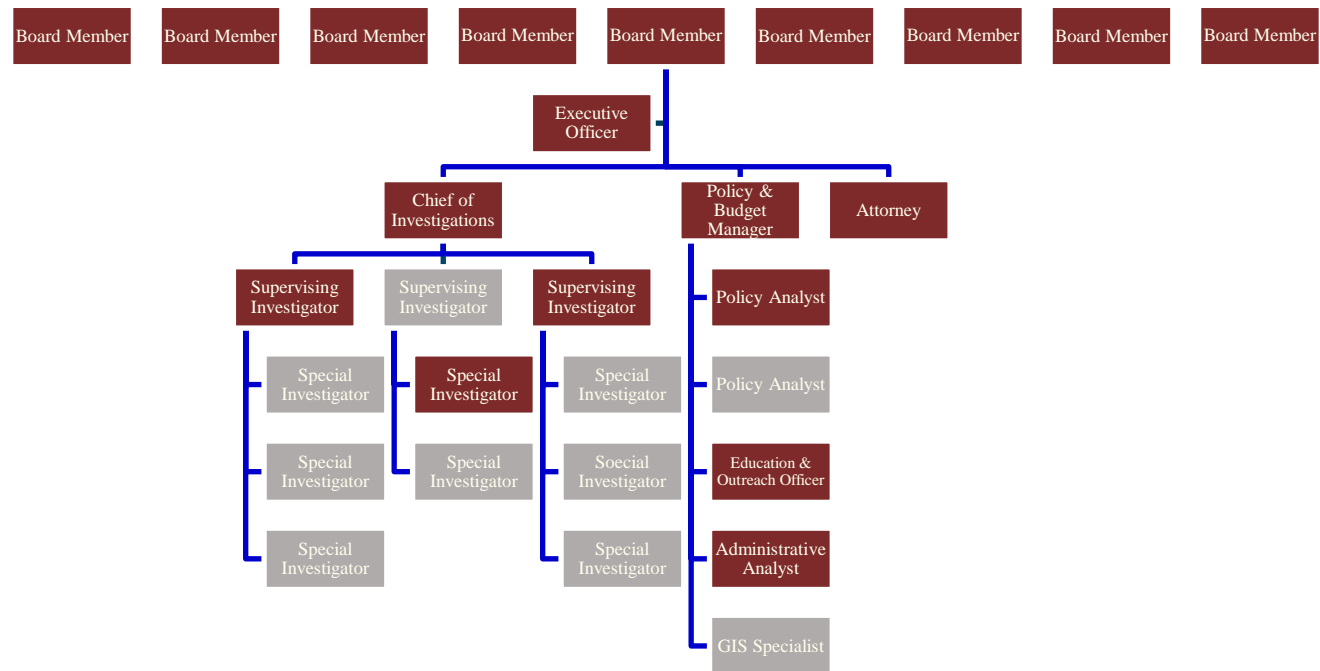 Board Member
Board Member
Board Member
Board Member
Board Member
Board Member
Board Member
Board Member
Board Member
Executive
Officer
Chief of
Investigations
Policy &
Budget
Manager
Attorney
Supervising
Investigator
Supervising
Investigator
Supervising
Investigator
Policy Analyst
Special
Investigator
Special
Investigator
Special
Investigator
Policy Analyst
Special
Investigator
Special
Investigator
Soecial
Investigator
Education &
Outreach Officer
Special
Investigator
Special
Investigator
Administrative
Analyst
GIS Specialist